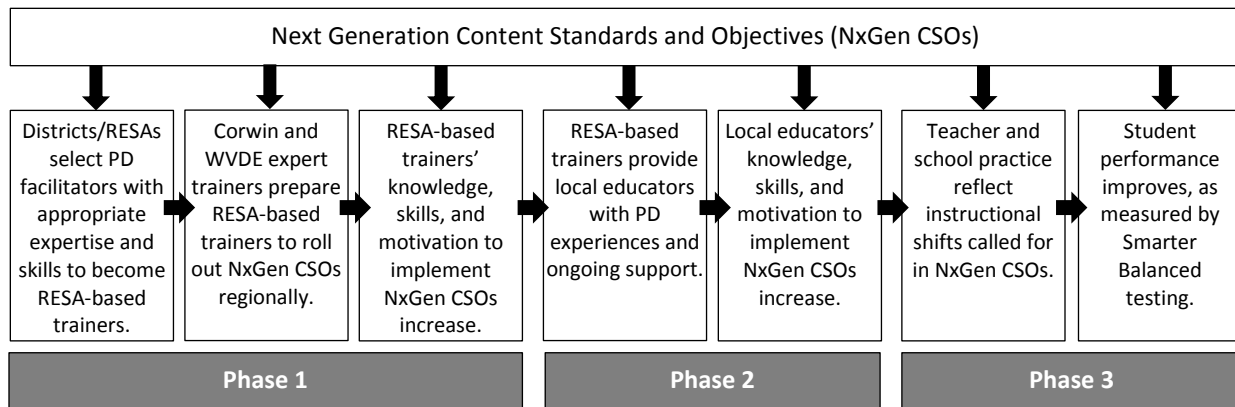 Next Generation Content Standards and Objectives (NxGen CSOs)
Districts/RESAs
select PD
facilitators with
appropriate
expertise and
skills to become
RESA-based
trainers.
Corwin and
WVDE expert
trainers prepare
RESA-based
trainers to roll
out NxGen CSOs
regionally.
RESA-based
trainers’
knowledge,
skills, and
motivation to
implement
NxGen CSOs
increase.
RESA-based
trainers provide
local educators
with PD
experiences and
ongoing support.
Local educators’
knowledge,
skills, and
motivation to
implement
NxGen CSOs
increase.
Teacher and
school practice
reflect
instructional
shifts called for
in NxGen CSOs.
Student
performance
improves, as
measured by
Smarter
Balanced
testing.
Phase 1
Phase 2
Phase 3